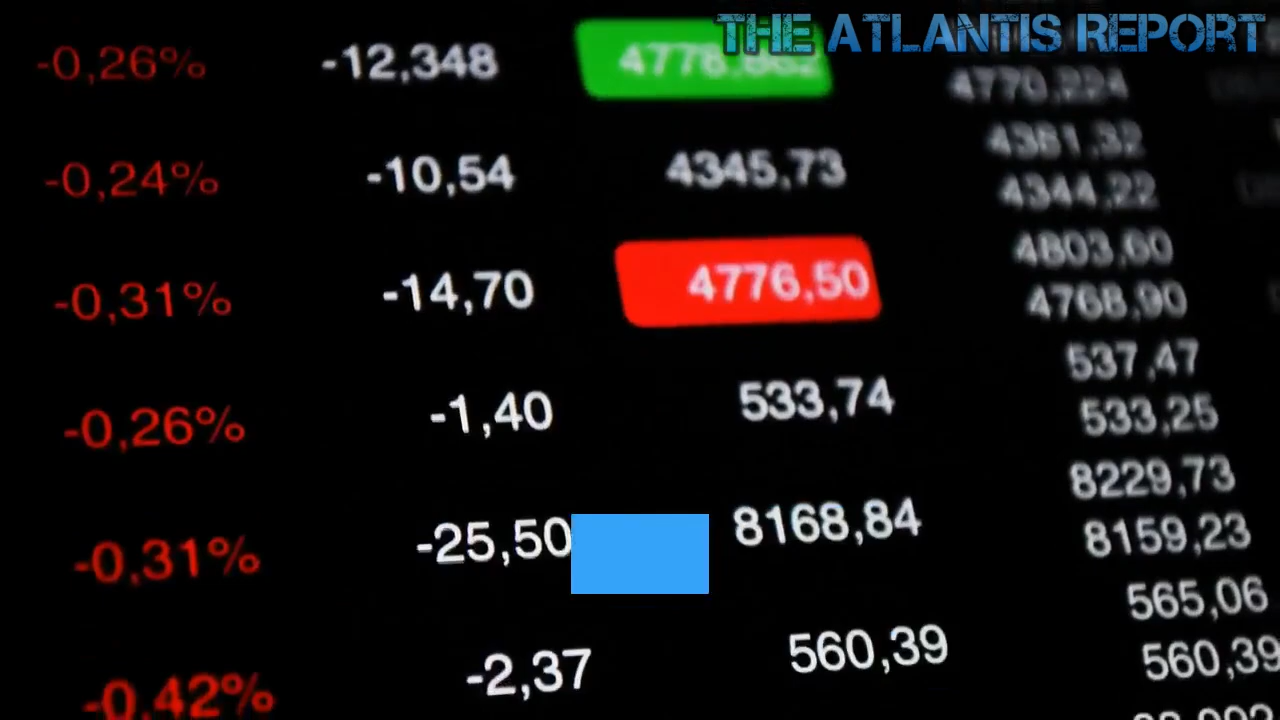 THE ATLANTIS REPORT
-0,26% -12,348 4770,224
-0,24% -10,54 4345,73 4361,32
4344,22
-0,31% -14,70 4776,50 4803,60
4768,90
-0,26% -1,40 533,74 537,47
533,25
-0,31% -25,50 8168,84 8229,73
8159,23
-0,42% -2,37 560,39 565,06
560,39